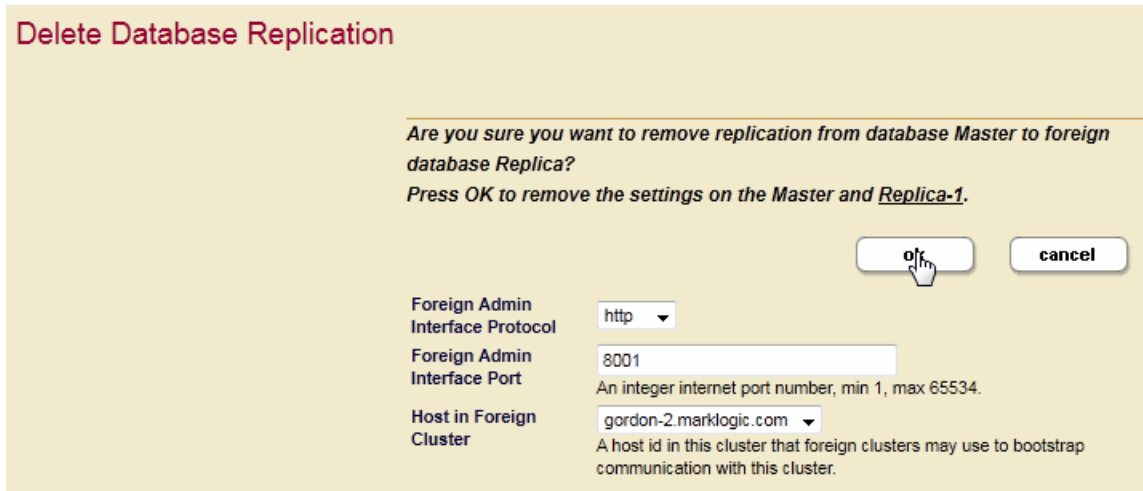 Delete Database Replication
Are you sure you want to remove replication from database Master to foreign
database Replica?
Press OK to remove the settings on the Master and Replica-1.
ok cancel
Foreign Admin
Interface Protocol
http
Foreign Admin
Interface Port
8001
An integer internet port number, min 1, max 65534.
Host in Foreign
Cluster
gordon-2.marklogic.com
A host id in this cluster that foreign clusters may use to bootstrap
communication with this cluster.